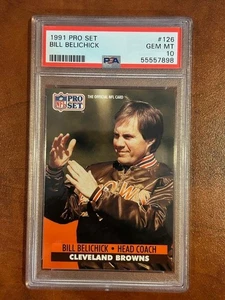 1991 PRO SET #126
BILL BELICHICK GEM MT
10
PSA 55557898
PRO SET
THE OFFICIAL NFL CARD
BILL BELICHICK • HEAD COACH
CLEVELAND BROWNS